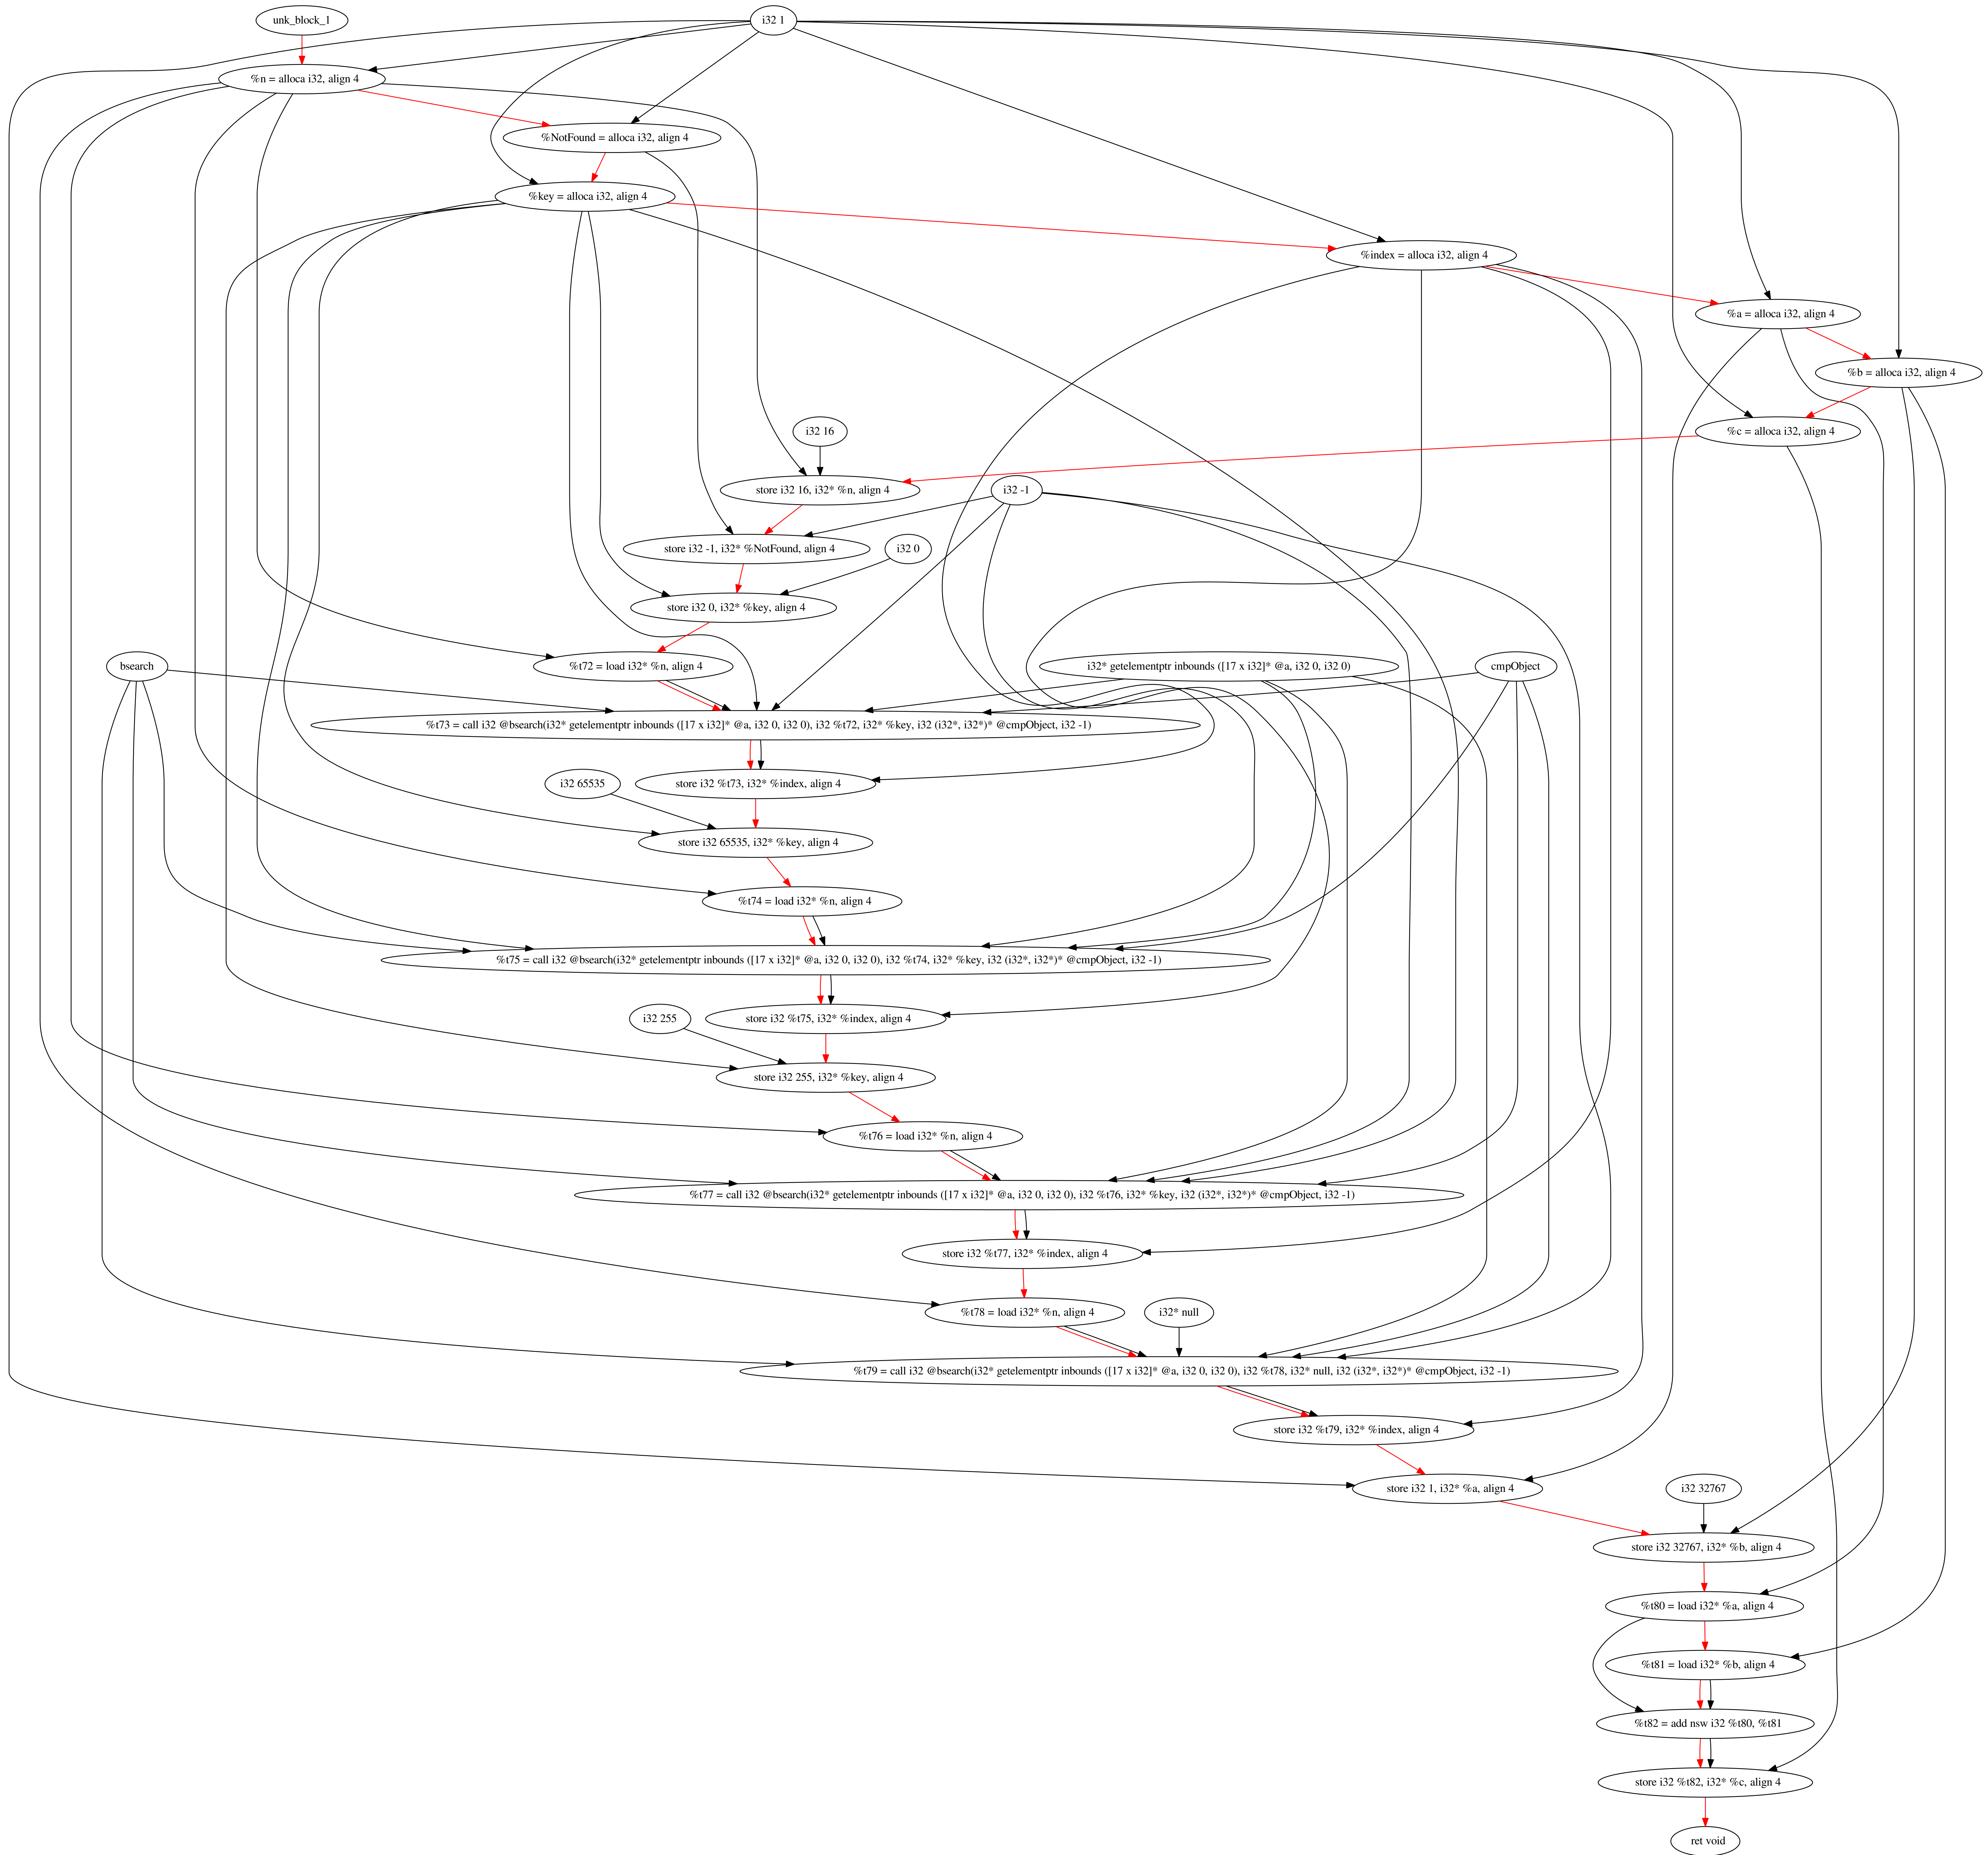 unk_block_1
i32 1
%n = alloca i32, align 4
%NotFound = alloca i32, align 4
%key = alloca i32, align 4
%index = alloca i32, align 4
%a = alloca i32, align 4
%b = alloca i32, align 4
i32 16
%c = alloca i32, align 4
store i32 16, i32* %n, align 4
i32 -1
store i32 -1, i32* %NotFound, align 4
i32 0
store i32 0, i32* %key, align 4
bsearch
%t72 = load i32* %n, align 4
i32* getelementptr inbounds ([17 x i32]* @a, i32 0, i32 0)
cmpObject
%t73 = call i32 @bsearch(i32* getelementptr inbounds ([17 x i32]* @a, i32 0, i32 0), i32 %t72, i32* %key, i32 (i32*, i32*)* @cmpObject, i32 -1)
i32 65535
store i32 %t73, i32* %index, align 4
store i32 65535, i32* %key, align 4
%t74 = load i32* %n, align 4
%t75 = call i32 @bsearch(i32* getelementptr inbounds ([17 x i32]* @a, i32 0, i32 0), i32 %t74, i32* %key, i32 (i32*, i32*)* @cmpObject, i32 -1)
i32 255
store i32 %t75, i32* %index, align 4
store i32 255, i32* %key, align 4
%t76 = load i32* %n, align 4
%t77 = call i32 @bsearch(i32* getelementptr inbounds ([17 x i32]* @a, i32 0, i32 0), i32 %t76, i32* %key, i32 (i32*, i32*)* @cmpObject, i32 -1)
store i32 %t77, i32* %index, align 4
%t78 = load i32* %n, align 4
i32* null
%t79 = call i32 @bsearch(i32* getelementptr inbounds ([17 x i32]* @a, i32 0, i32 0), i32 %t78, i32* null, i32 (i32*, i32*)* @cmpObject, i32 -1)
store i32 %t79, i32* %index, align 4
store i32 1, i32* %a, align 4
i32 32767
store i32 32767, i32* %b, align 4
%t80 = load i32* %a, align 4
%t81 = load i32* %b, align 4
%t82 = add nsw i32 %t80, %t81
store i32 %t82, i32* %c, align 4
ret void